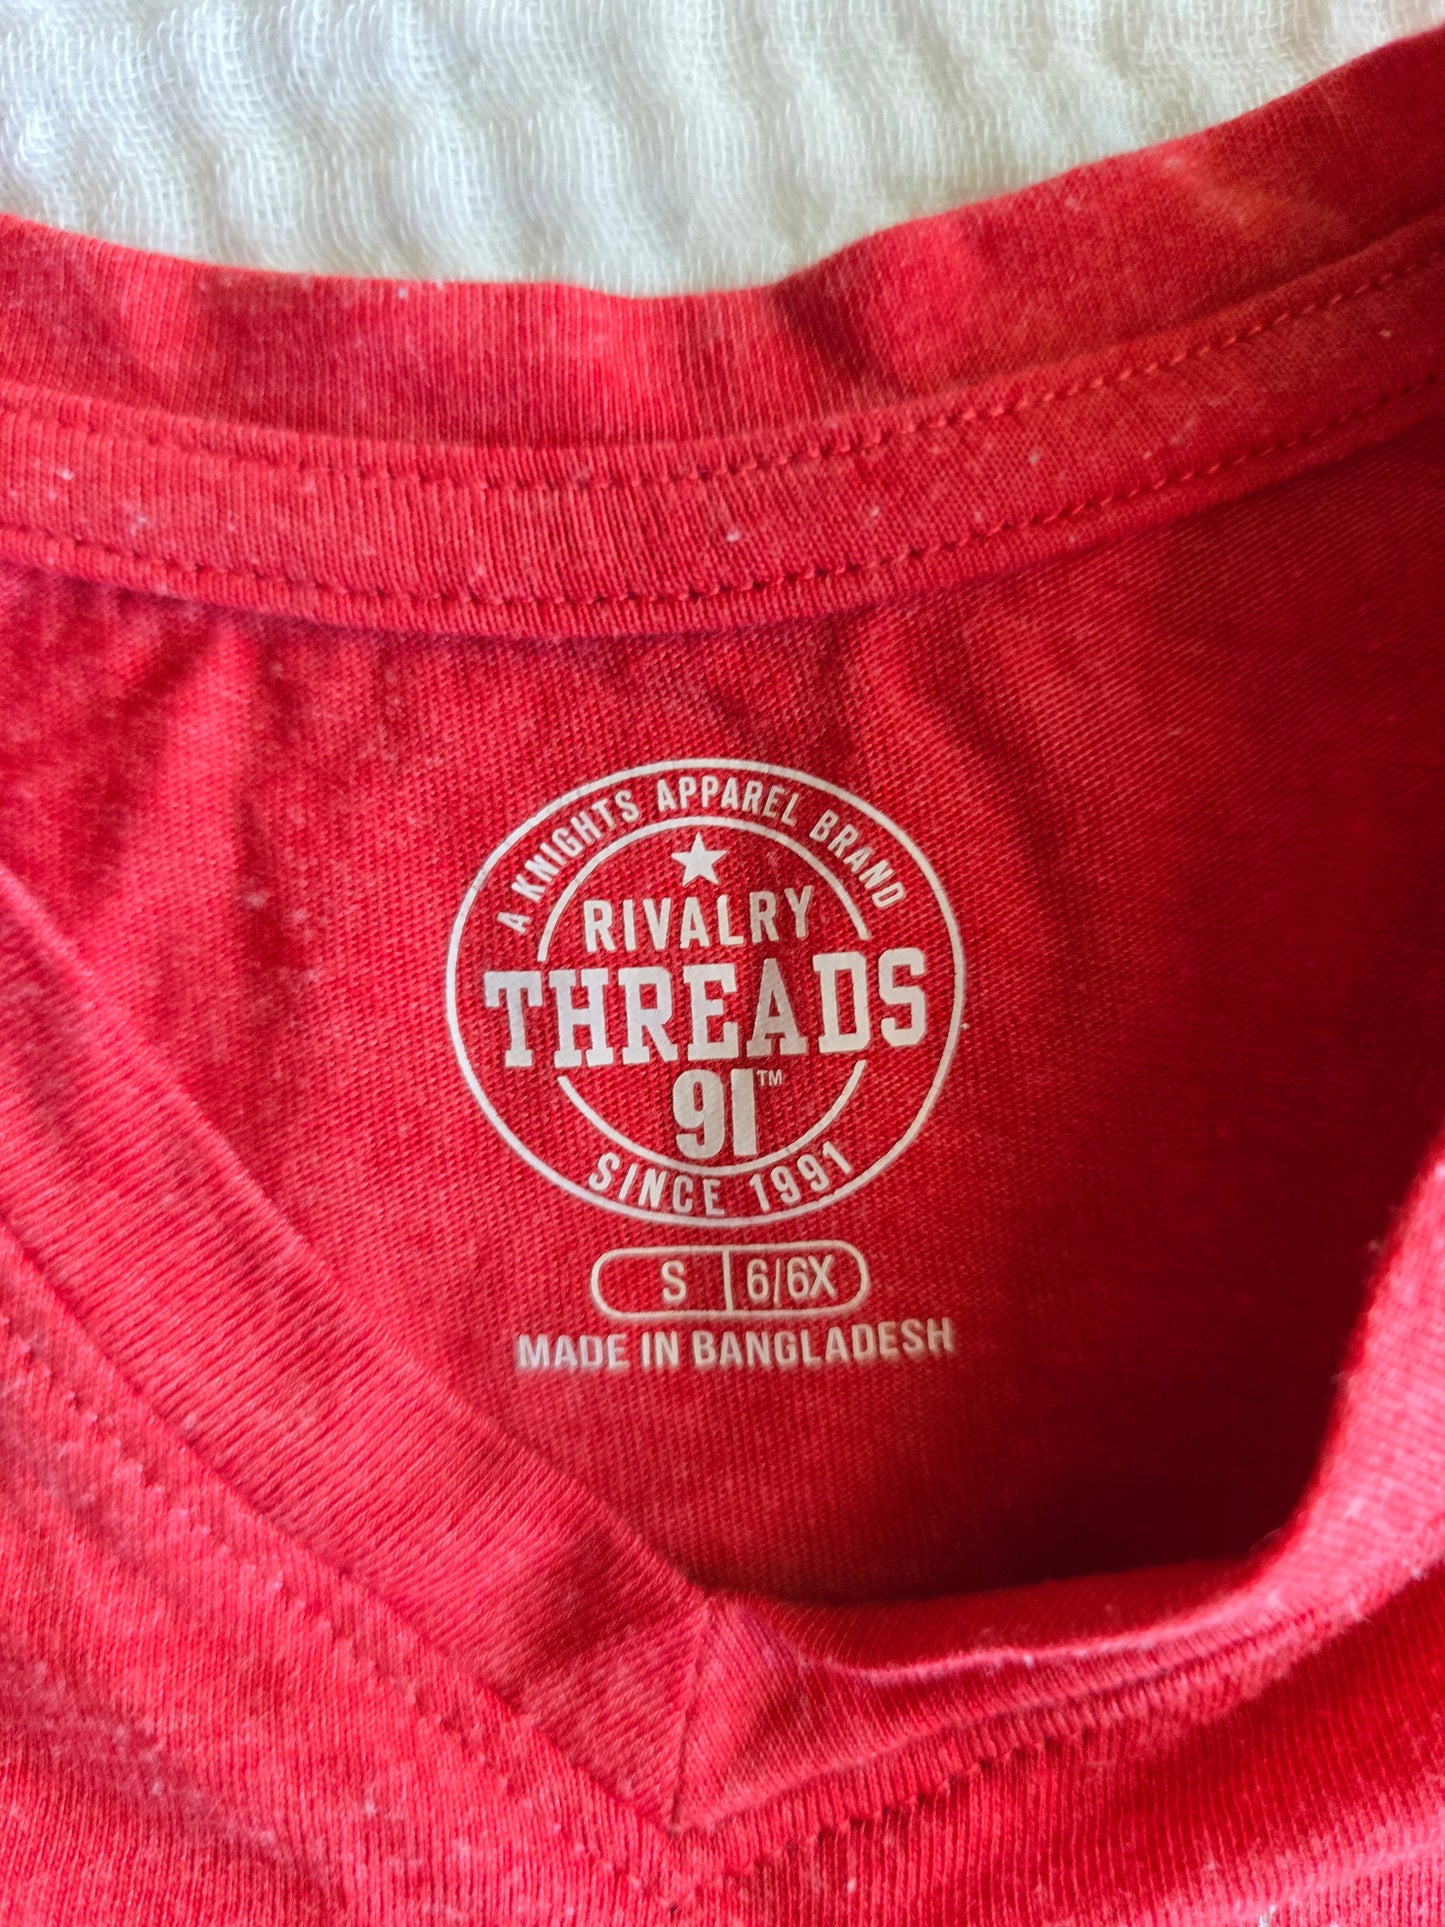 A KNIGHTS APPAREL BRAND
RIVALRY
THREADS
91™
SINCE 1991
S | 6/6X
MADE IN BANGLADESH